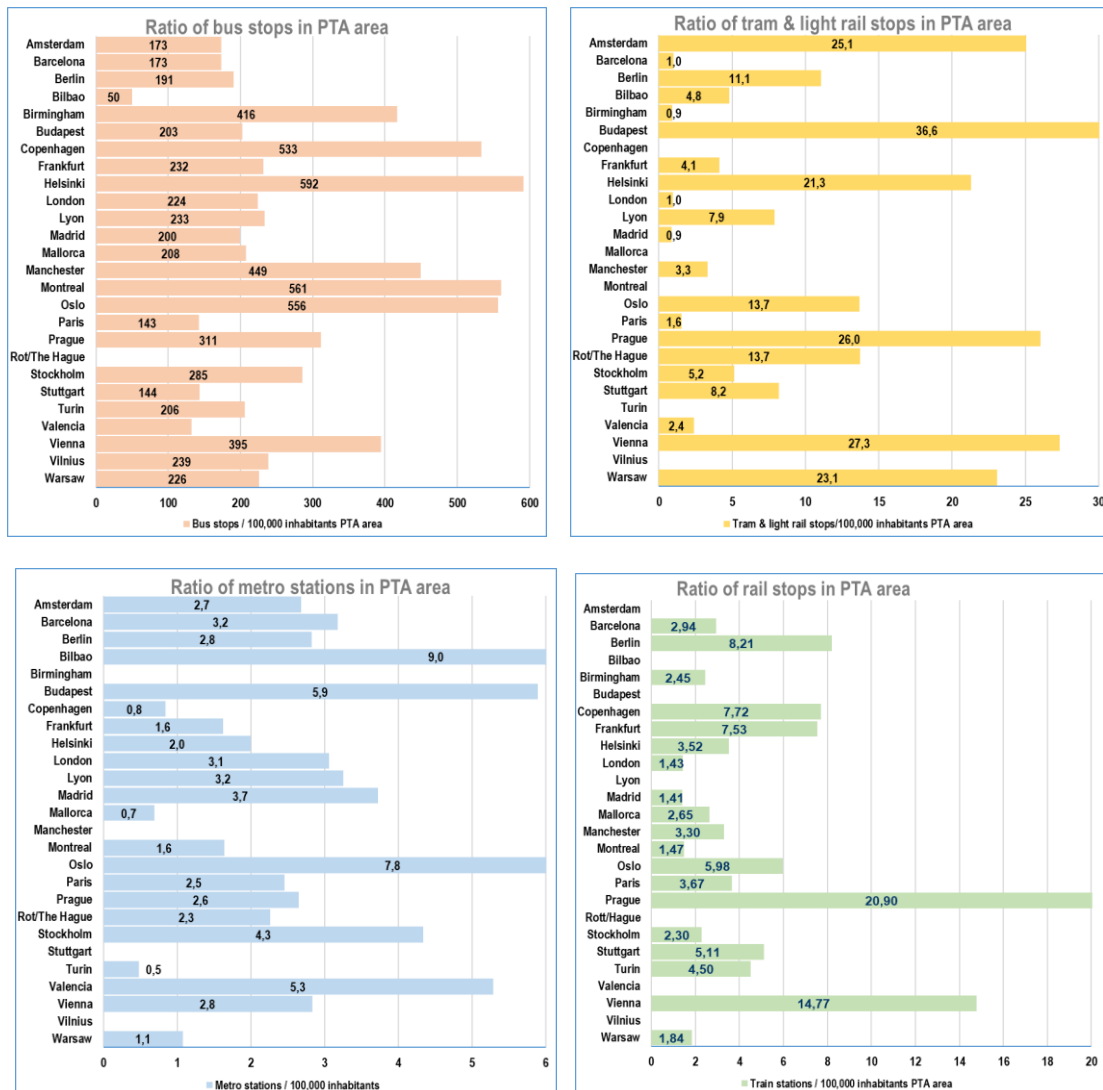 Ratio of bus stops in PTA area
Amsterdam 173
Barcelona 173
Berlin 191
Bilbao 50
Birmingham 416
Budapest 203
Copenhagen 533
Frankfurt 232
Helsinki 592
London 224
Lyon 233
Madrid 200
Mallorca 208
Manchester 449
Montreal 561
Oslo 556
Paris 143
Prague 311
Rot/The Hague
Stockholm 285
Stuttgart 144
Turin 206
Valencia
Vienna 395
Vilnius 239
Warsaw 226
0 100 200 300 400 500 600
Bus stops / 100,000 inhabitants PTA area
Ratio of tram & light rail stops in PTA area
Amsterdam 25,1
Barcelona 1,0
Berlin 11,1
Bilbao 4,8
Birmingham 0,9
Budapest 36,6
Copenhagen
Frankfurt 4,1
Helsinki 21,3
London 1,0
Lyon 7,9
Madrid 0,9
Mallorca
Manchester 3,3
Montreal
Oslo 13,7
Paris 1,6
Prague 26,0
Rot/The Hague 13,7
Stockholm 5,2
Stuttgart 8,2
Turin
Valencia 2,4
Vienna 27,3
Vilnius
Warsaw 23,1
0 5 10 15 20 25 30
Tram & light rail stops/100,000 inhabitants PTA area
Ratio of metro stations in PTA area
Amsterdam 2,7
Barcelona 3,2
Berlin 2,8
Bilbao 9,0
Birmingham
Budapest 5,9
Copenhagen 0,8
Frankfurt 1,6
Helsinki 2,0
London 3,1
Lyon 3,2
Madrid 3,7
Mallorca 0,7
Manchester
Montreal 1,6
Oslo 7,8
Paris 2,5
Prague 2,6
Rot/The Hague 2,3
Stockholm 4,3
Stuttgart
Turin 0,5
Valencia 5,3
Vienna 2,8
Vilnius
Warsaw 1,1
0 1 2 3 4 5 6
Metro stations / 100,000 inhabitants
Ratio of rail stops in PTA area
Amsterdam
Barcelona 2,94
Berlin 8,21
Bilbao
Birmingham 2,45
Budapest
Copenhagen 7,72
Frankfurt 7,53
Helsinki 3,52
London 1,43
Lyon
Madrid 1,41
Mallorca 2,65
Manchester 3,30
Montreal 1,47
Oslo 5,98
Paris 3,67
Prague 20,90
Rott/Hague
Stockholm 2,30
Stuttgart 5,11
Turin 4,50
Valencia
Vienna 14,77
Vilnius
Warsaw 1,84
0 2 4 6 8 10 12 14 16 18 20
Train stations / 100,000 inhabitants PTA area